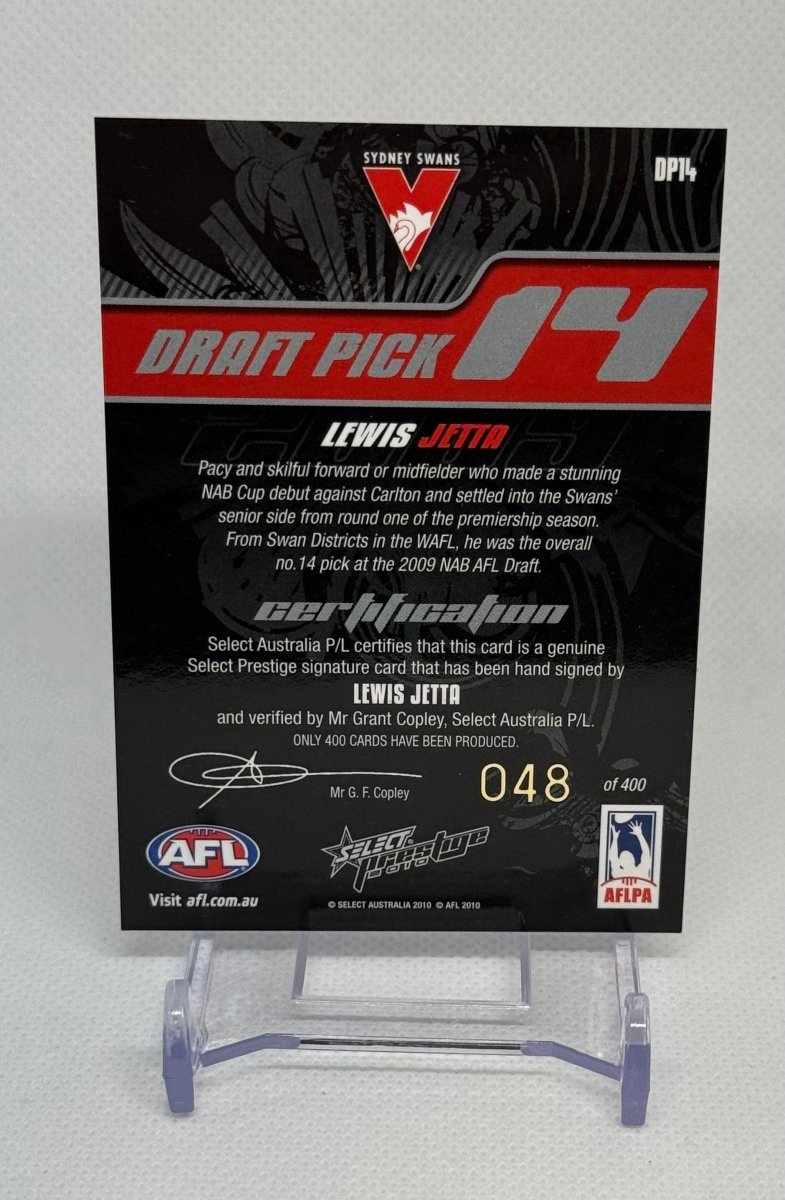 SYDNEY SWANS
DP14
DRAFT PICK 14
LEWIS JETTA
Pacy and skilful forward or midfielder who made a stunning
NAB Cup debut against Carlton and settled into the Swans'
senior side from round one of the premiership season.
From Swan Districts in the WAFL, he was the overall
no.14 pick at the 2009 NAB AFL Draft.
certification
Select Australia P/L certifies that this card is a genuine
Select Prestige signature card that has been hand signed by
LEWIS JETTA
and verified by Mr Grant Copley, Select Australia P/L.
ONLY 400 CARDS HAVE BEEN PRODUCED.
Mr G. F. Copley
048 of 400
AFL
SELECT
prestige
2010
AFLPA
Visit afl.com.au
© SELECT AUSTRALIA 2010 © AFL 2010